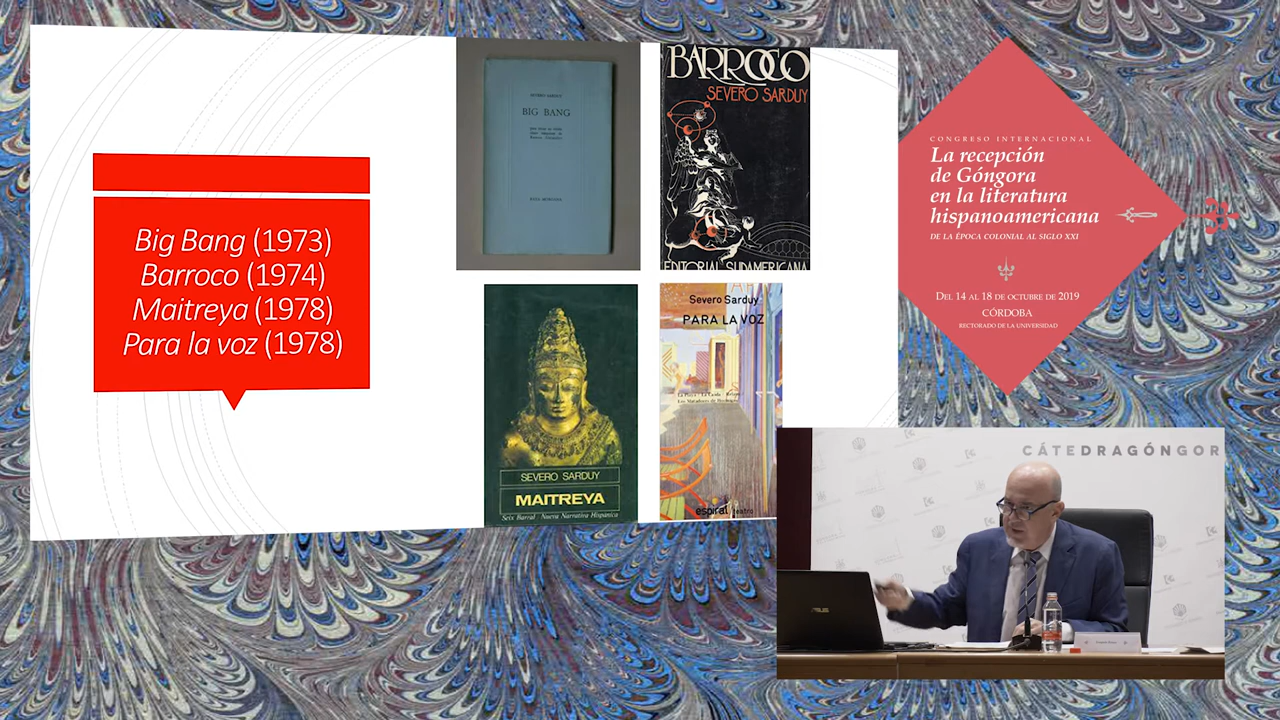 Big Bang (1973)
Barroco (1974)
Maitreya (1978)
Para la voz (1978)
SEVERO SARDUY
BIG BANG
BARROCO
SEVERO SARDUY
EDITORIAL SUDAMERICANA
SEVERO SARDUY
MAITREYA
Seix Barral Nueva Narrativa Hispánica
Severo Sarduy
PARA LA VOZ
espiral teatro
CONGRESO INTERNACIONAL
La recepción
de Góngora
en la literatura
hispanoamericana
DE LA ÉPOCA COLONIAL AL SIGLO XXI
DEL 14 AL 18 DE OCTUBRE DE 2019
CÓRDOBA
RECTORADO DE LA UNIVERSIDAD
CÁTEDRAGÓNGOR
ASUS